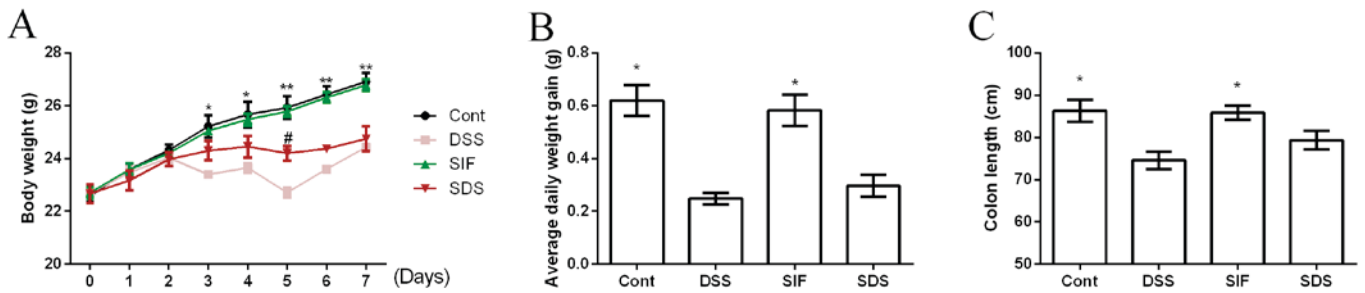 A
Body weight (g)
28
26
24
22
20
* * ** ** **
#
0 1 2 3 4 5 6 7 (Days)
Cont
DSS
SIF
SDS
B
Average daily weight gain (g)
0.8
0.6
0.4
0.2
0.0
* *
Cont DSS SIF SDS
C
Colon length (cm)
100
90
80
70
60
50
* *
Cont DSS SIF SDS